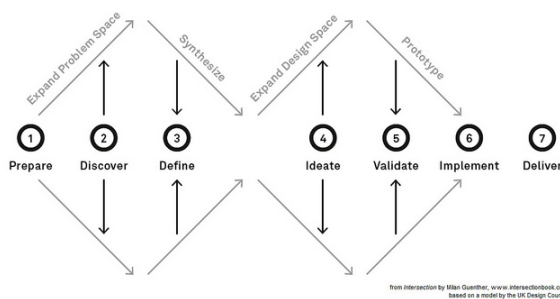 Expand Problem Space
Synthesize
Expand Design Space
Prototype
1
2
3
4
5
6
7
Prepare
Discover
Define
Ideate
Validate
Implement
Deliver
from Intersection by Milan Guenther, www.intersectionbook.c
based on a model by the UK Design Cou